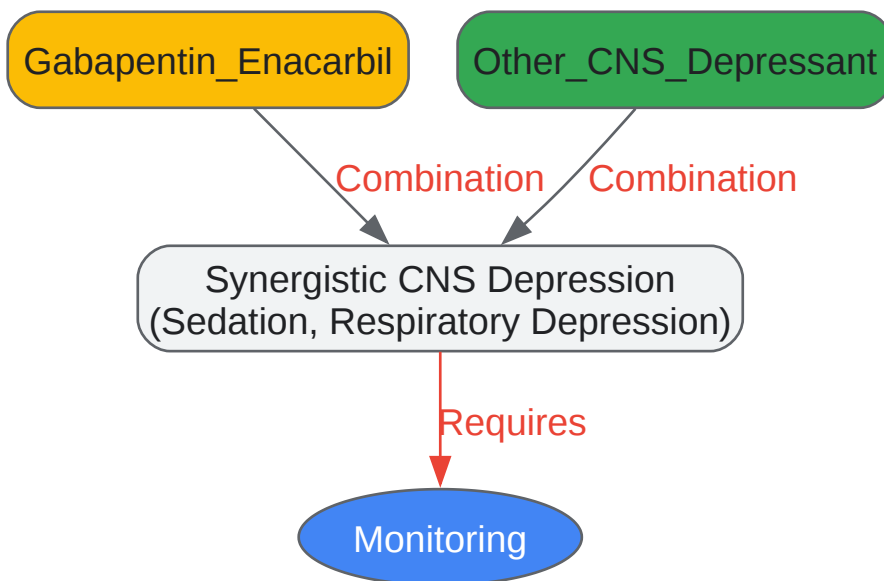 Gabapentin_Enacarbil
Other_CNS_Depressant
Combination
Combination
Synergistic CNS Depression
(Sedation, Respiratory Depression)
Requires
Monitoring